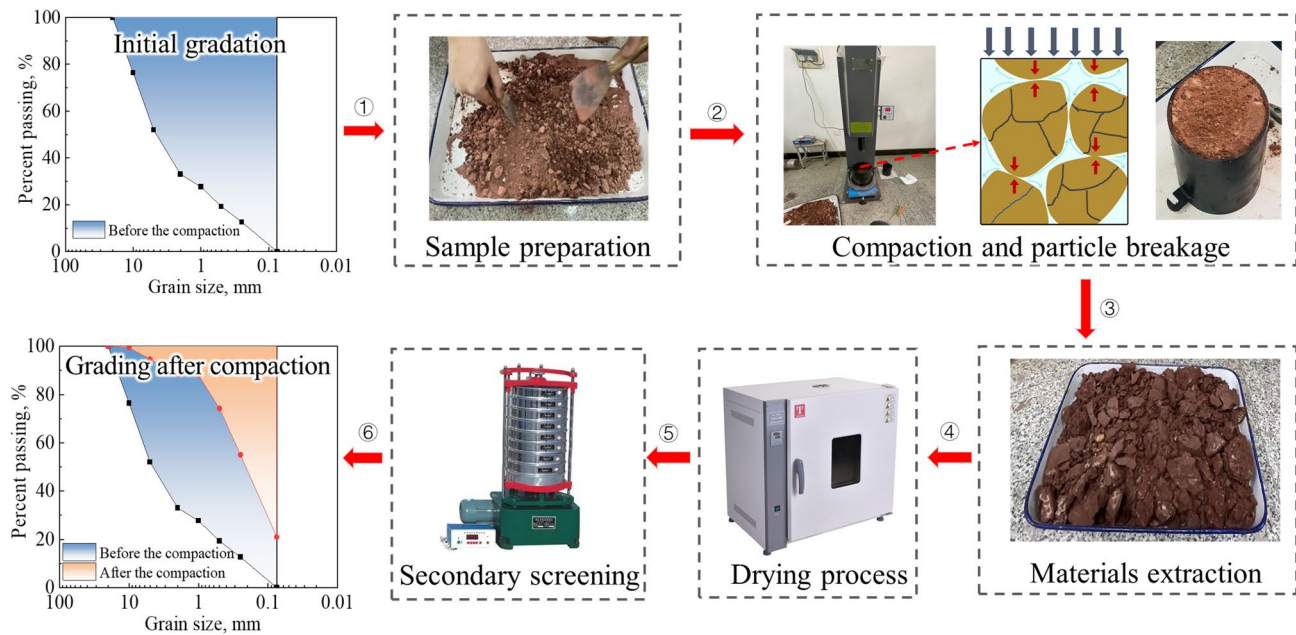 100
80
60
40
20
0
Percent passing, %
Initial gradation
Before the compaction
100
10
1
0.1
0.01
Grain size, mm
①
Sample preparation
②
Compaction and particle breakage
③
Materials extraction
④
Drying process
⑤
Secondary screening
⑥
100
80
60
40
20
0
Percent passing, %
Grading after compaction
Before the compaction
After the compaction
100
10
1
0.1
0.01
Grain size, mm